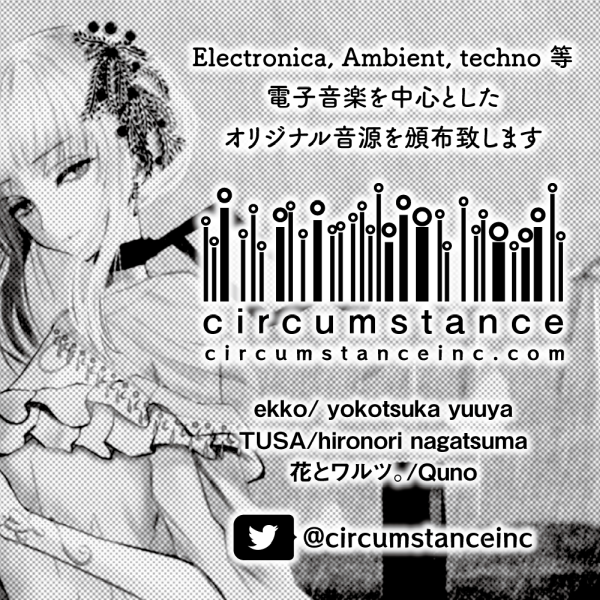 Electronica, Ambient, techno 等
電子音楽を中心とした
オリジナル音源を頒布致します
circumstance
circumstanceinc.com
ekko/ yokotsuka yuuya
TUSA/hironori nagatsuma
花とワルツ。/Quno
@circumstanceinc